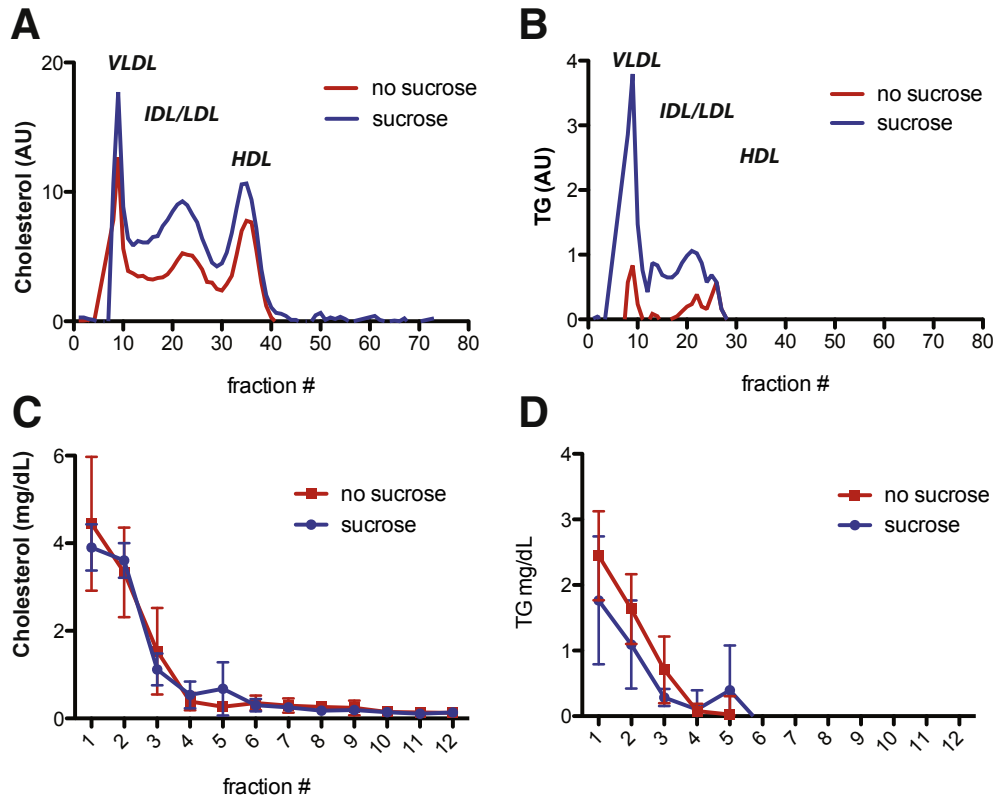 A
20
10
0
Cholesterol (AU)
VLDL
IDL/LDL
HDL
no sucrose
sucrose
0 10 20 30 40 50 60 70 80
fraction #
B
4
3
2
1
0
TG (AU)
VLDL
IDL/LDL
HDL
no sucrose
sucrose
0 10 20 30 40 50 60 70 80
fraction #
C
6
4
2
0
Cholesterol (mg/dL)
no sucrose
sucrose
1 2 3 4 5 6 7 8 9 10 11 12
fraction #
D
4
3
2
1
0
TG mg/dL
no sucrose
sucrose
1 2 3 4 5 6 7 8 9 10 11 12